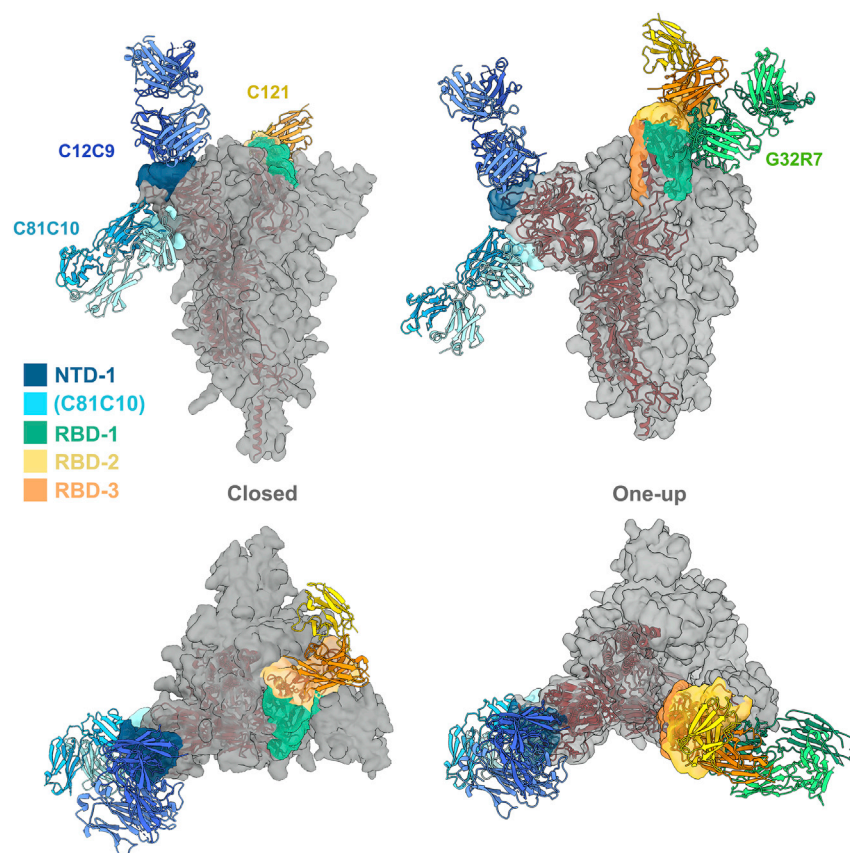 C121
C12C9
G32R7
C81C10
NTD-1
(C81C10)
RBD-1
RBD-2
RBD-3
Closed
One-up